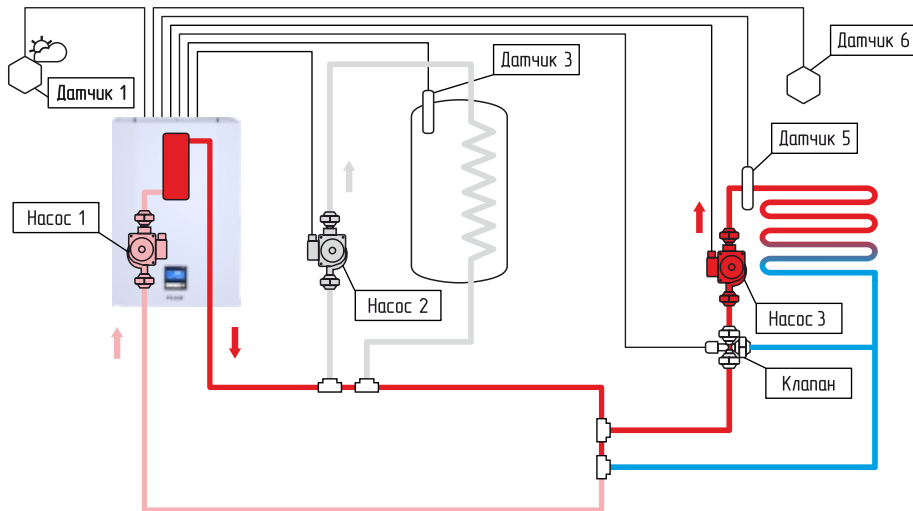 Датчик 6
Датчик 3
Датчик 1
Датчик 5
Насос 1
Насос 2
Насос 3
Клапан